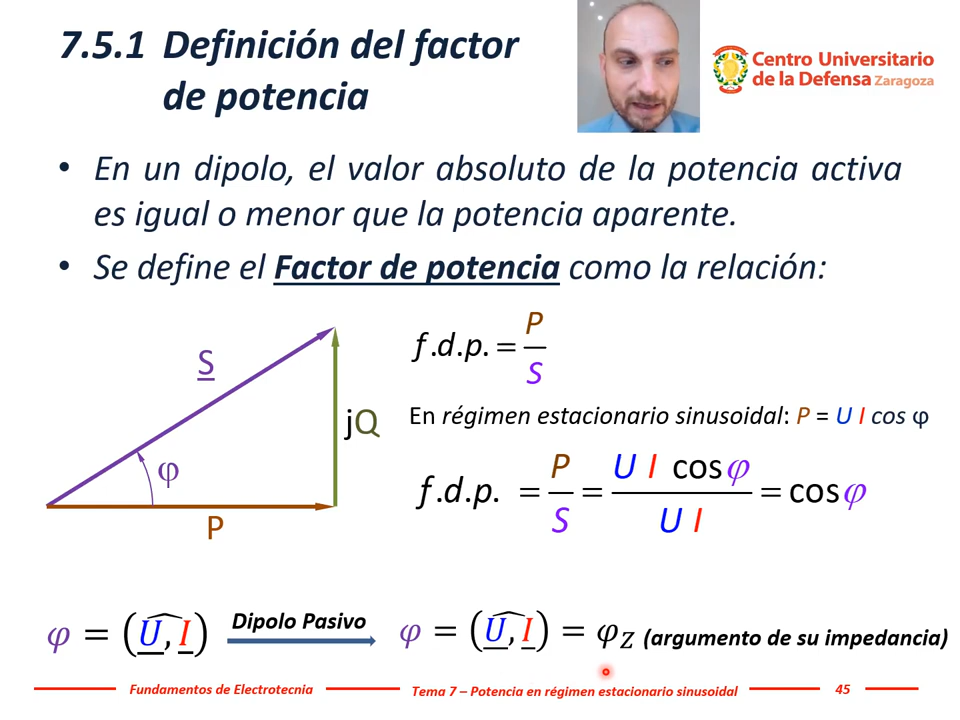 7.5.1 Definición del factor
de potencia
Centro Universitario
de la Defensa Zaragoza
• En un dipolo, el valor absoluto de la potencia activa
es igual o menor que la potencia aparente.
• Se define el Factor de potencia como la relación:
S
φ
jQ
P
f.d.p. = P / S
En régimen estacionario sinusoidal: P = U I cos φ
f.d.p. = P / S = U I cos φ / U I = cos φ
φ = (U, I) Dipolo Pasivo φ = (U, I) = φZ (argumento de su impedancia)
Fundamentos de Electrotecnia Tema 7 – Potencia en régimen estacionario sinusoidal 45